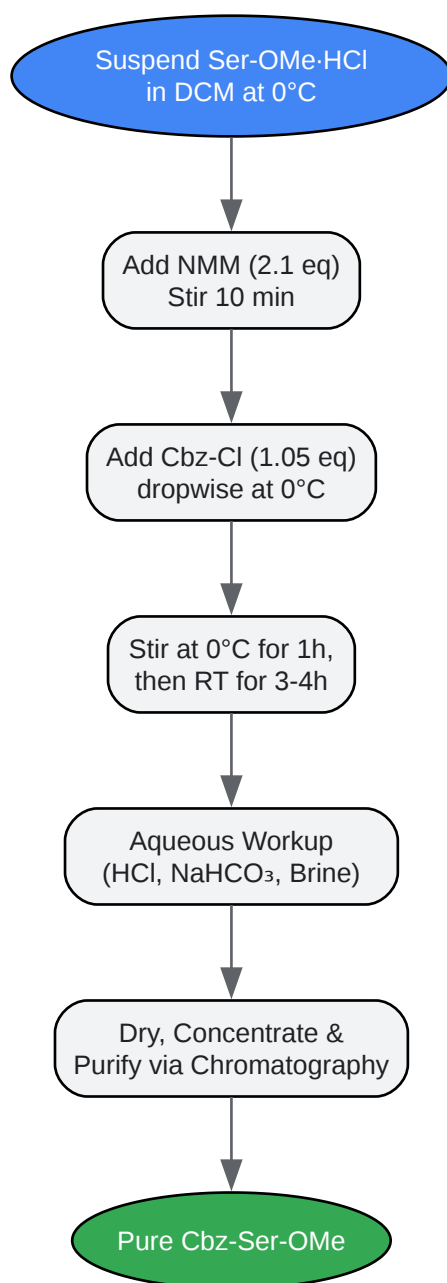 Suspend Ser-OMe·HCl
in DCM at 0°C
Add NMM (2.1 eq)
Stir 10 min
Add Cbz-Cl (1.05 eq)
dropwise at 0°C
Stir at 0°C for 1h,
then RT for 3-4h
Aqueous Workup
(HCl, NaHCO₃, Brine)
Dry, Concentrate &
Purify via Chromatography
Pure Cbz-Ser-OMe